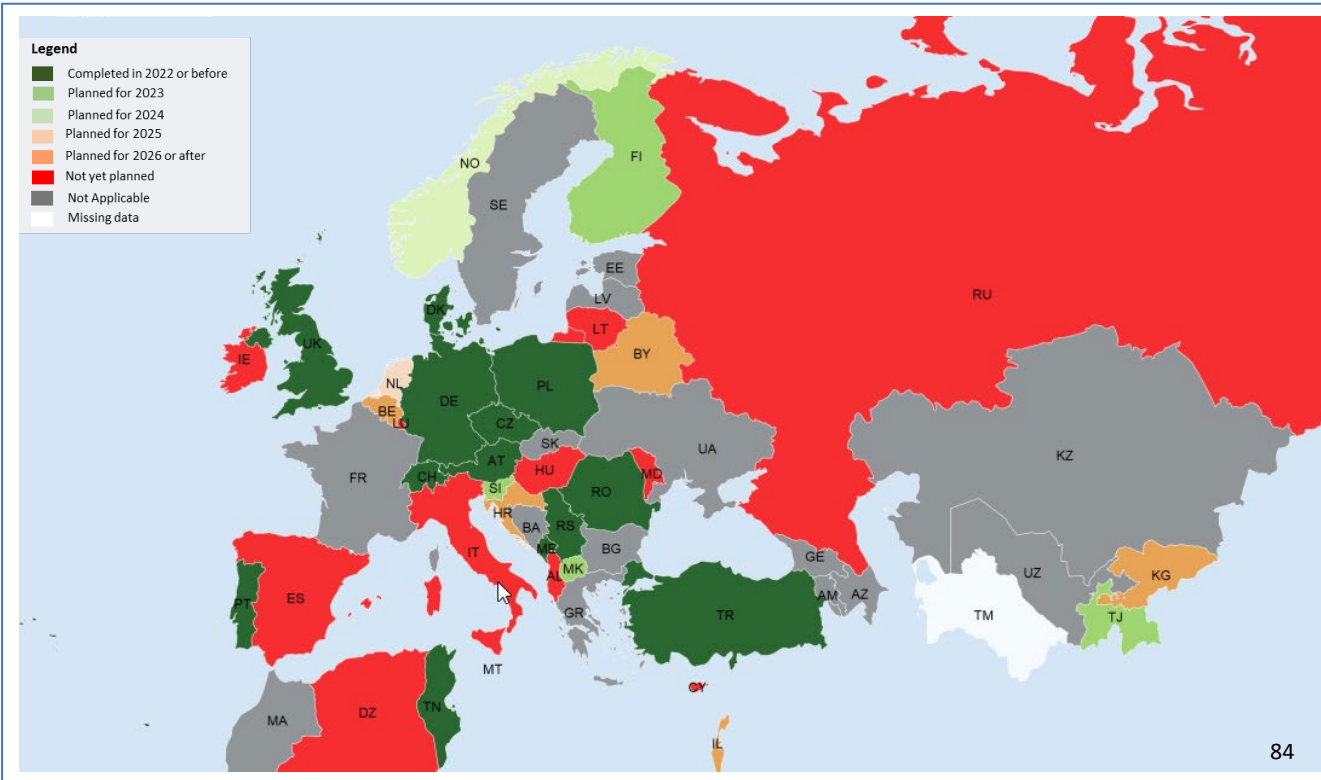 Legend
Completed in 2022 or before
Planned for 2023
Planned for 2024
Planned for 2025
Planned for 2026 or after
Not yet planned
Not Applicable
Missing data
NO
FI
SE
EE
RU
LV
DK
LT
UK
BY
IE
NL
PL
DE
BE
LU
CZ
SK
UA
KZ
FR
AT
CH
HU
MD
SI
RO
HR
BA
RS
IT
ME
BG
GE
UZ
KG
AL
MK
AM
AZ
PT
ES
GR
TR
TM
TJ
MT
CY
TN
DZ
MA
IL
84